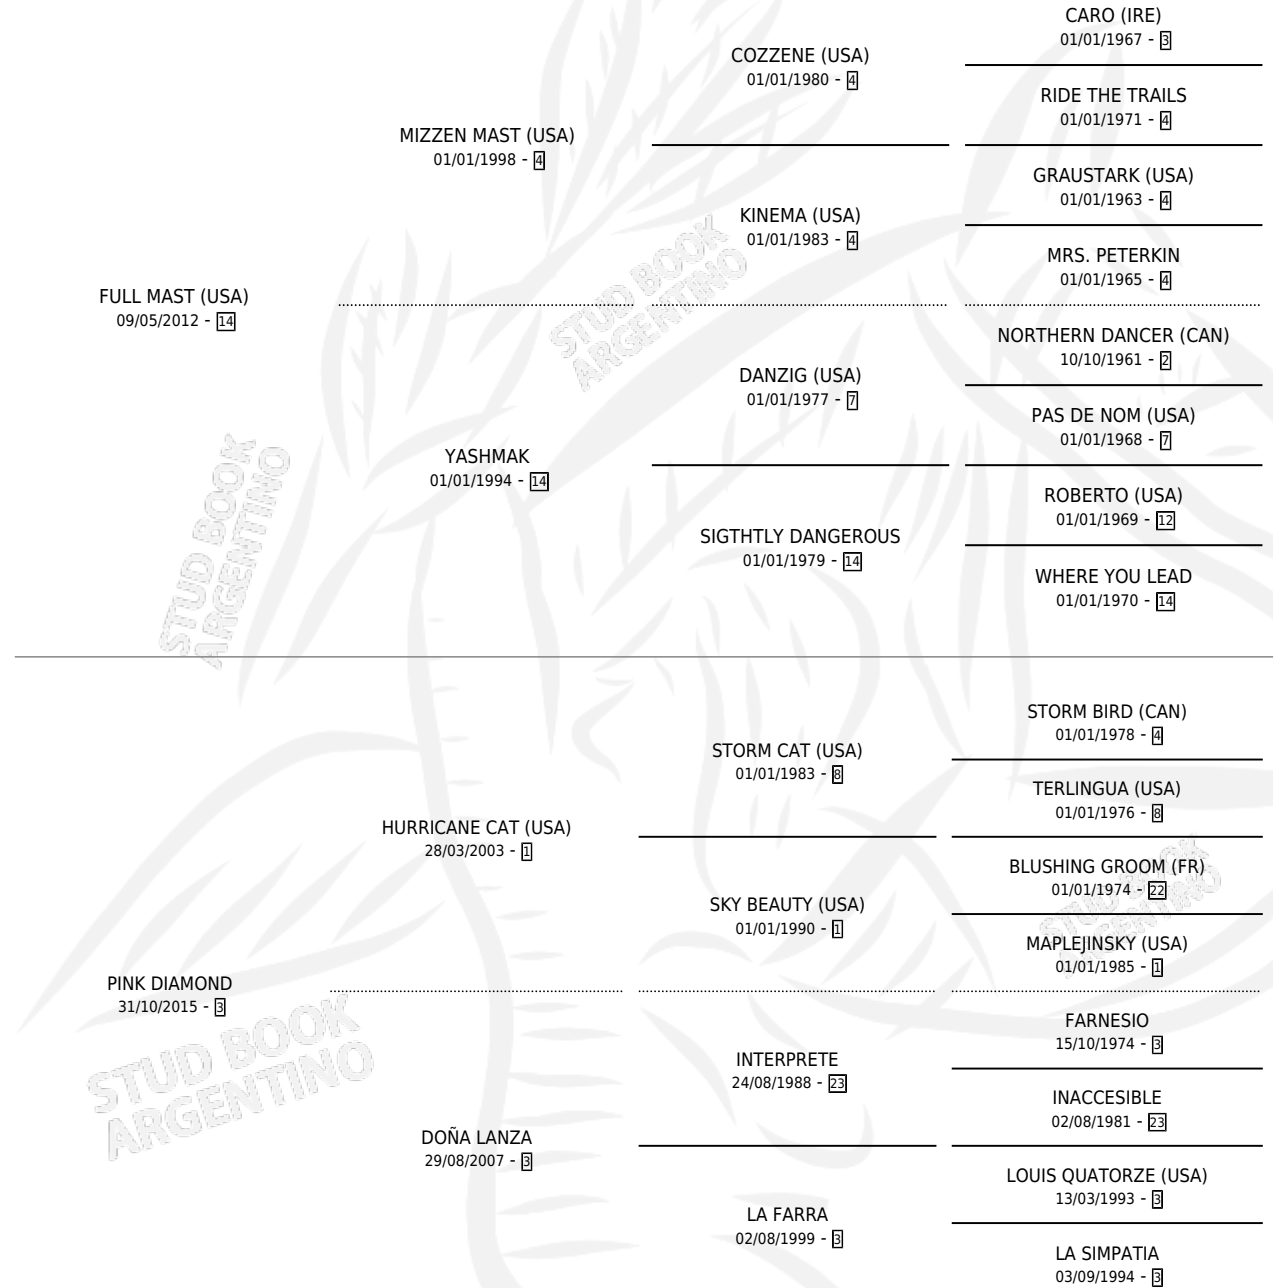 CARO (IRE)
01/01/1967 - 3
COZZENE (USA)
01/01/1980 - 4
RIDE THE TRAILS
01/01/1971 - 4
MIZZEN MAST (USA)
01/01/1998 - 4
GRAUSTARK (USA)
01/01/1963 - 4
KINEMA (USA)
01/01/1983 - 4
MRS. PETERKIN
01/01/1965 - 4
FULL MAST (USA)
09/05/2012 - 14
NORTHERN DANCER (CAN)
10/10/1961 - 2
DANZIG (USA)
01/01/1977 - 7
PAS DE NOM (USA)
01/01/1968 - 7
YASHMAK
01/01/1994 - 14
ROBERTO (USA)
01/01/1969 - 12
SIGTHTLY DANGEROUS
01/01/1979 - 14
WHERE YOU LEAD
01/01/1970 - 14
STORM BIRD (CAN)
01/01/1978 - 4
STORM CAT (USA)
01/01/1983 - 8
TERLINGUA (USA)
01/01/1976 - 8
HURRICANE CAT (USA)
28/03/2003 - 1
BLUSHING GROOM (FR)
01/01/1974 - 22
SKY BEAUTY (USA)
01/01/1990 - 1
MAPLEJINSKY (USA)
01/01/1985 - 1
PINK DIAMOND
31/10/2015 - 3
FARNESIO
15/10/1974 - 3
INTERPRETE
24/08/1988 - 23
INACCESIBLE
02/08/1981 - 23
DOÑA LANZA
29/08/2007 - 3
LOUIS QUATORZE (USA)
13/03/1993 - 3
LA FARRA
02/08/1999 - 3
LA SIMPATIA
03/09/1994 - 3
STUD BOOK
ARGENTINO
STUD BOOK
ARGENTINO
STUD BOOK
ARGENTINO
STUD BOOK
ARGENTINO